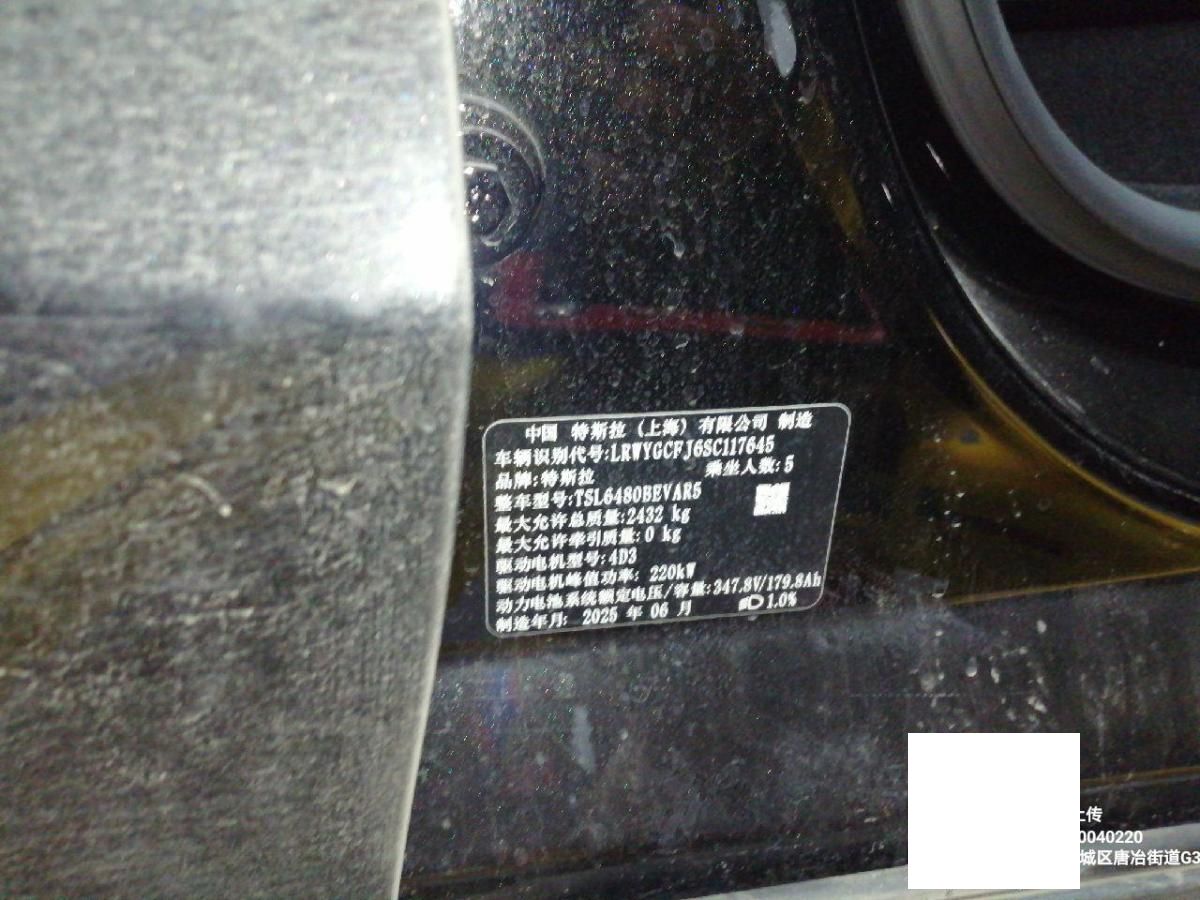 中国 特斯拉(上海)有限公司 制造
车辆识别代号:LRWYGCFJ6SC117645
品牌:特斯拉 乘坐人数:5
整车型号:TSL6480BEVAR5
最大允许总质量:2432 kg
最大允许牵引质量:0 kg
驱动电机型号:4D3
驱动电机峰值功率: 220kW
动力电池系统额定电压/容量:347.8V/179.8Ah
制造年月: 2025 年 06 月 1.0%
上传
0040220
城区唐冶街道G3